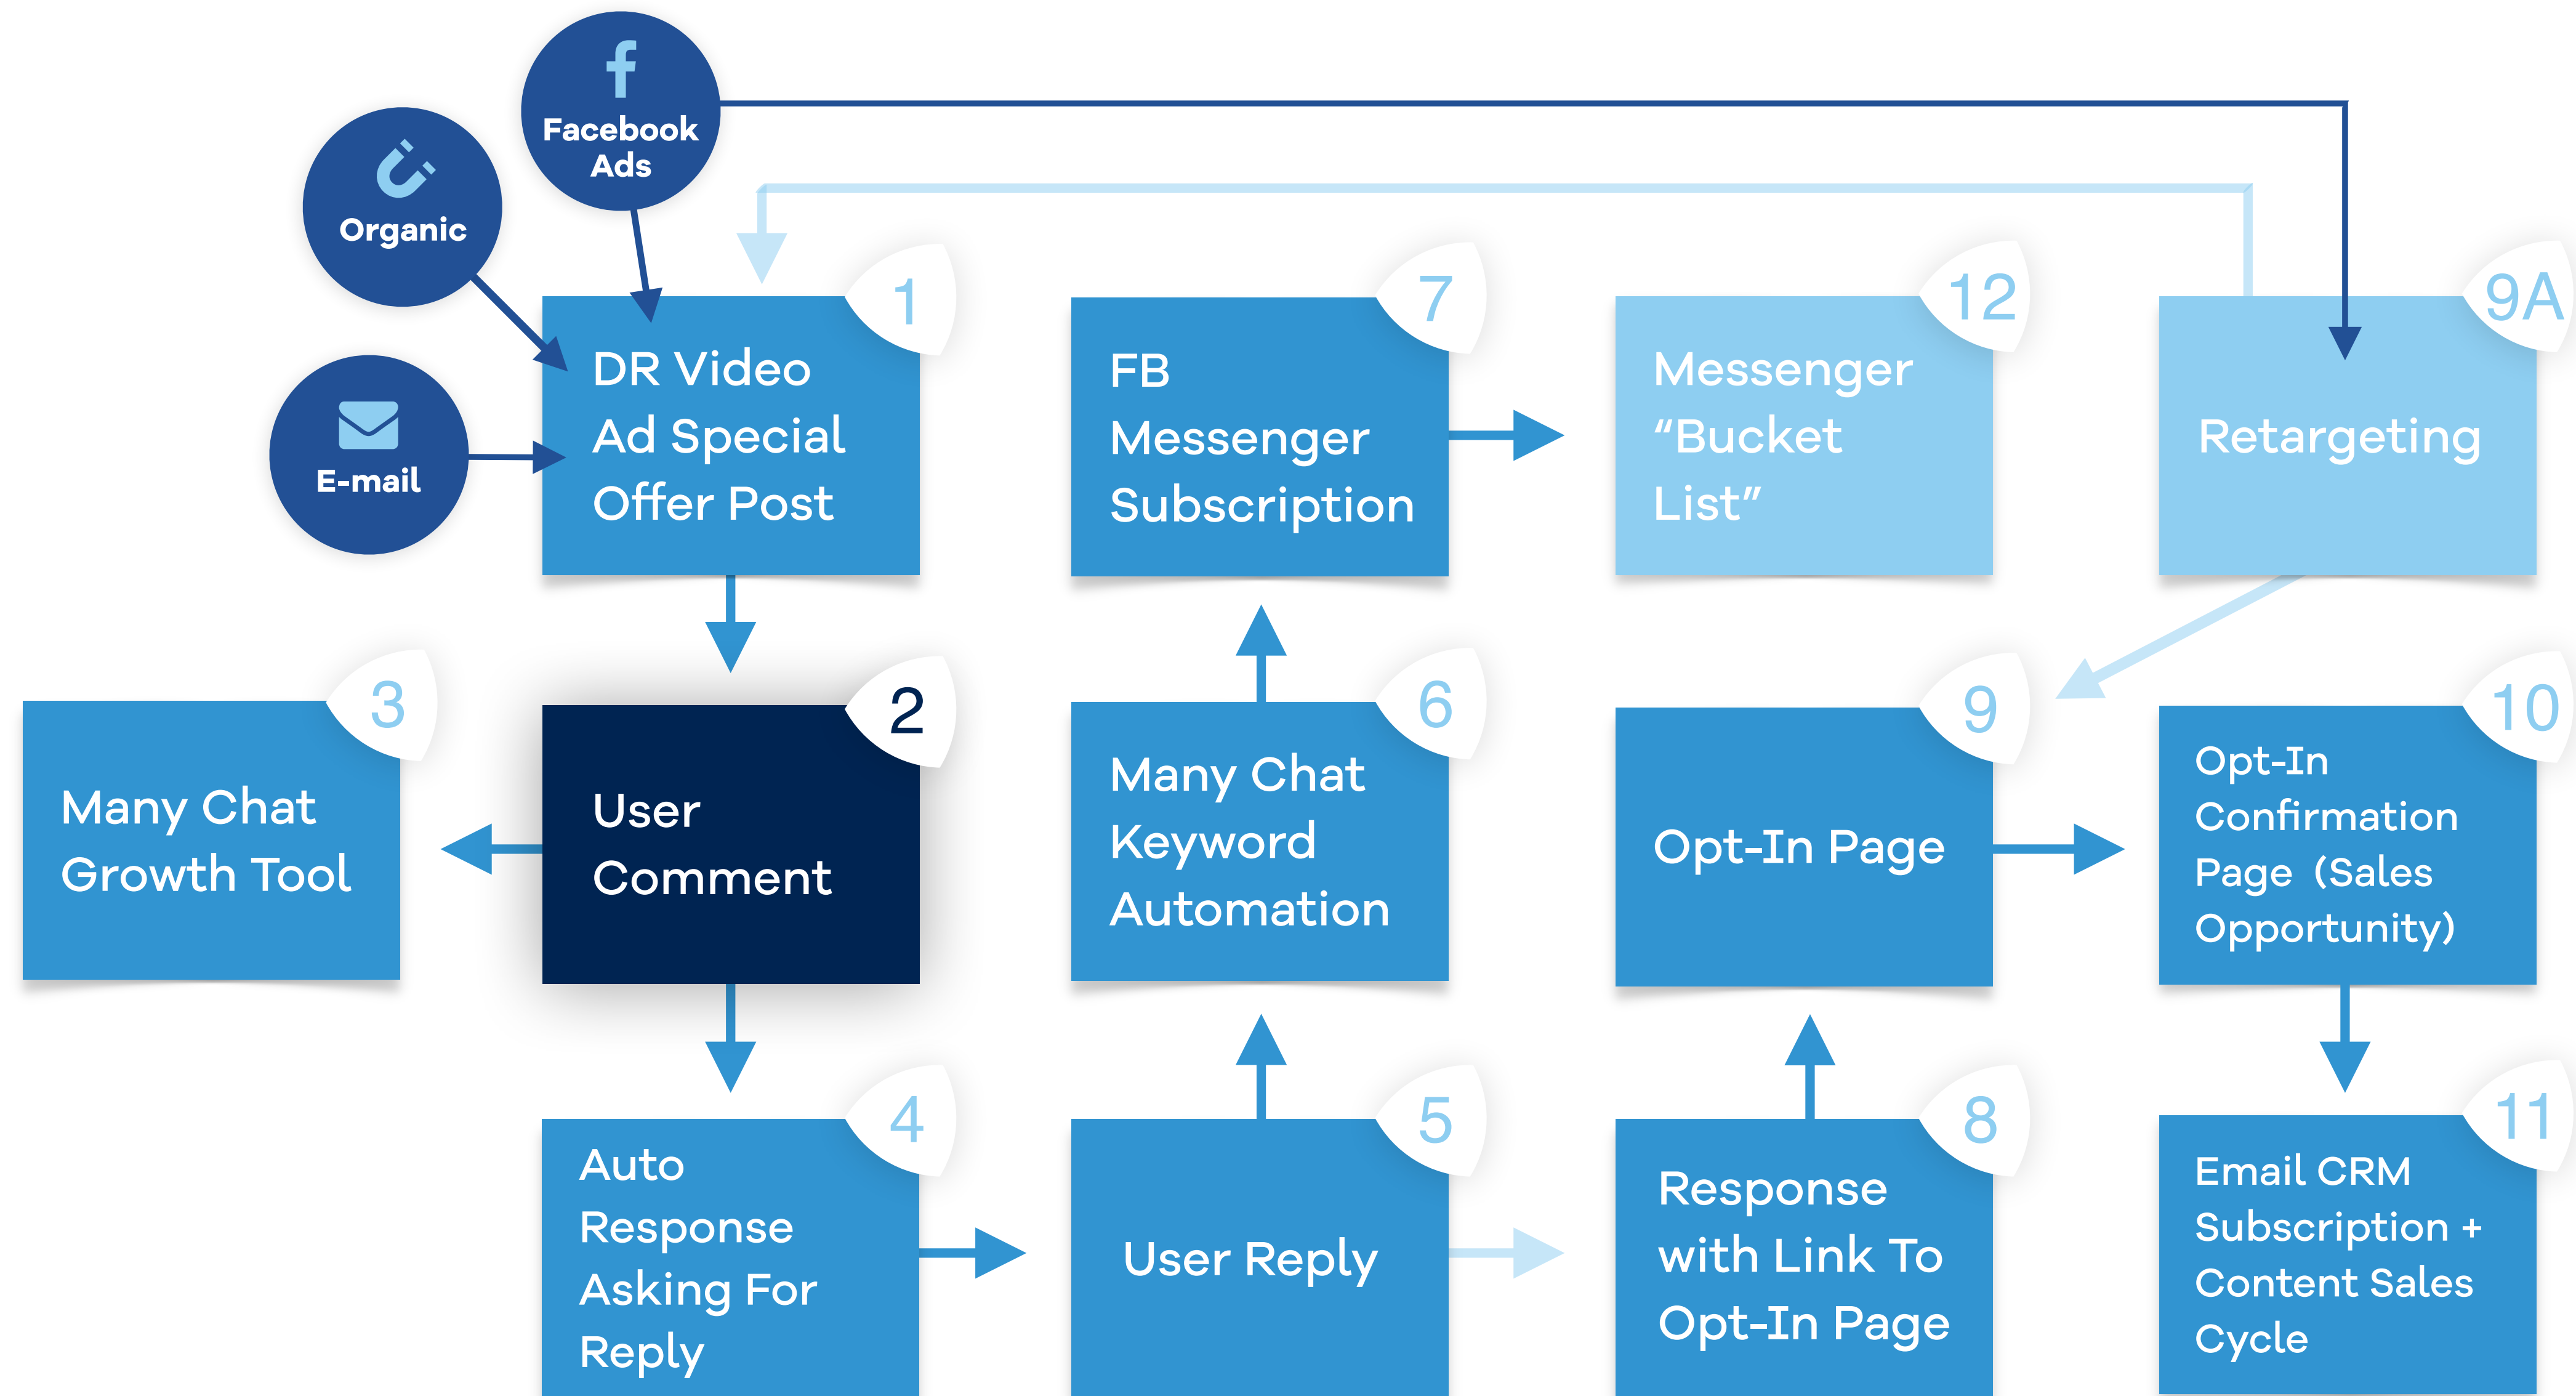 Facebook
Ads
Organic
E-mail
1
DR Video
Ad Special
Offer Post
7
FB
Messenger
Subscription
12
Messenger
“Bucket
List”
9A
Retargeting
3
Many Chat
Growth Tool
2
User
Comment
6
Many Chat
Keyword
Automation
9
Opt-In Page
10
Opt-In
Confirmation
Page (Sales
Opportunity)
4
Auto
Response
Asking For
Reply
5
User Reply
8
Response
with Link To
Opt-In Page
11
Email CRM
Subscription +
Content Sales
Cycle